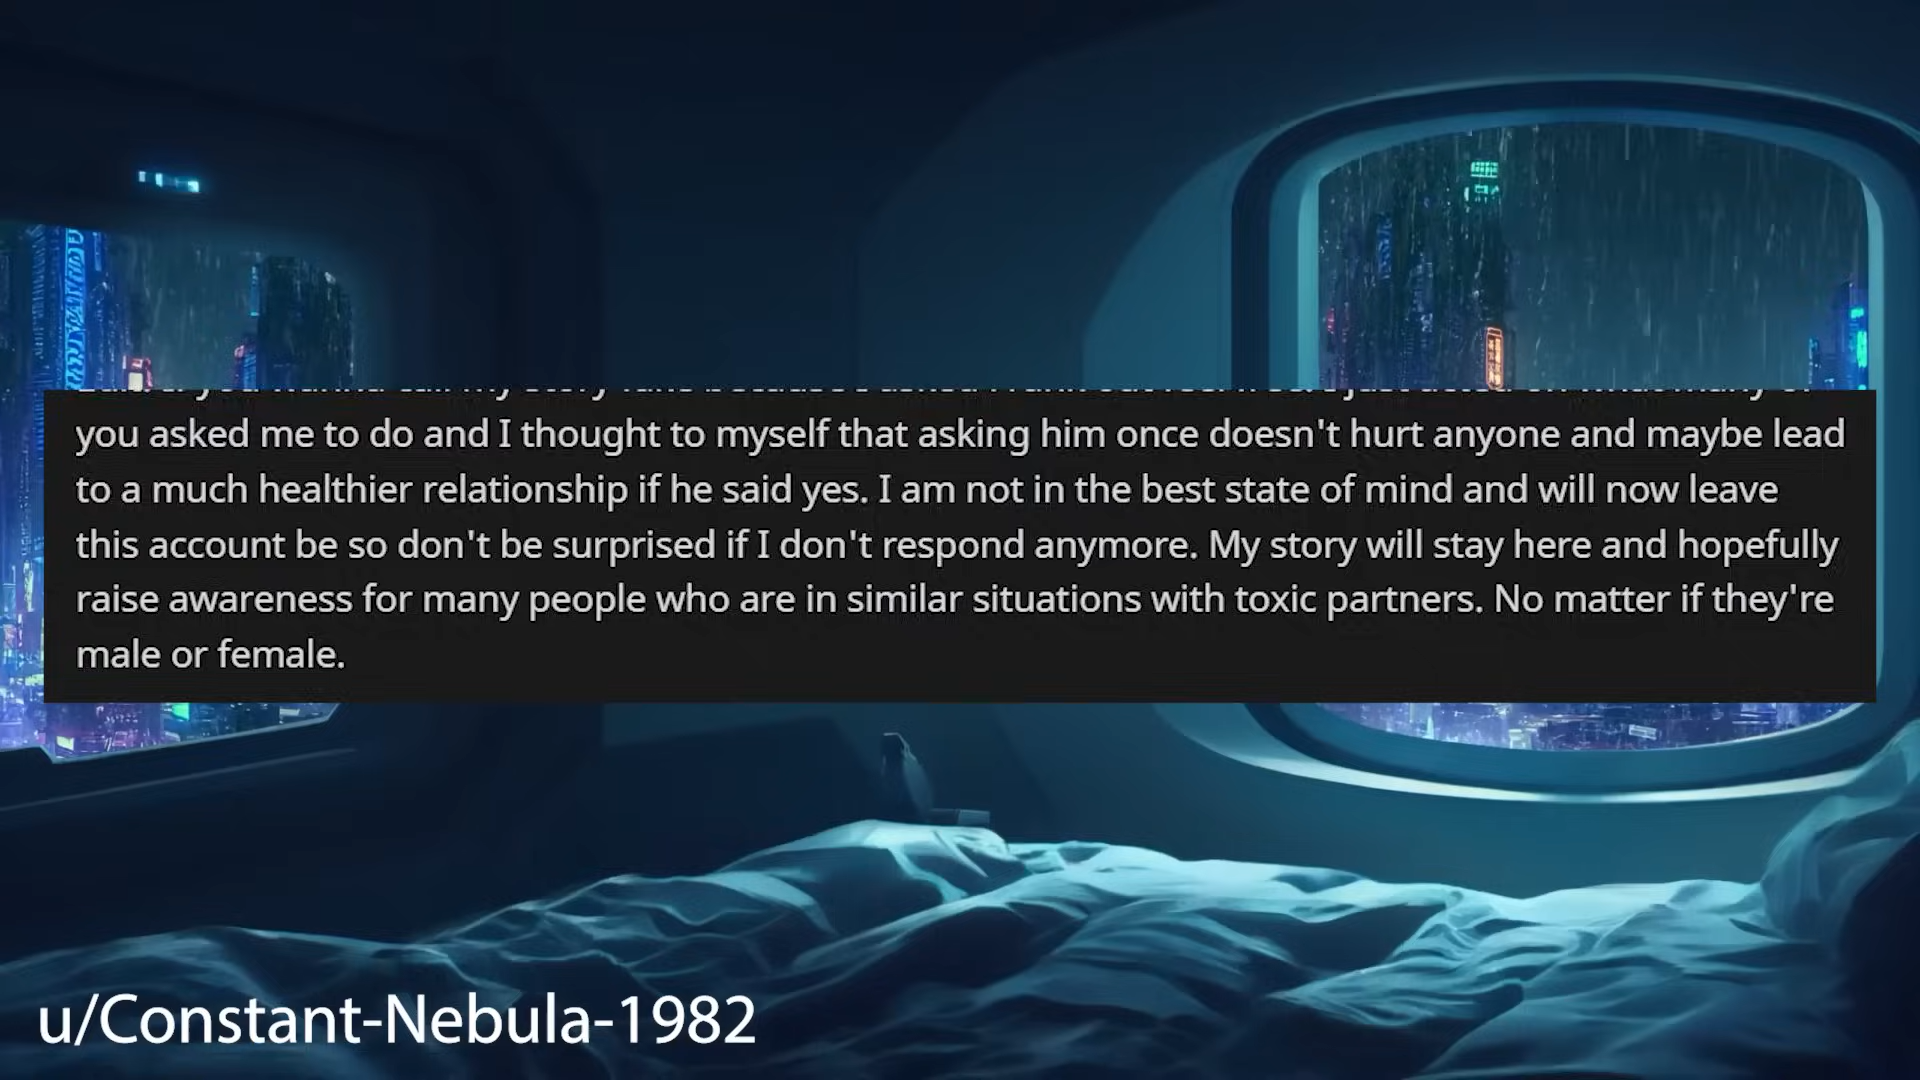 you asked me to do and I thought to myself that asking him once doesn't hurt anyone and maybe lead
to a much healthier relationship if he said yes. I am not in the best state of mind and will now leave
this account be so don't be surprised if I don't respond anymore. My story will stay here and hopefully
raise awareness for many people who are in similar situations with toxic partners. No matter if they're
male or female.
u/Constant-Nebula-1982